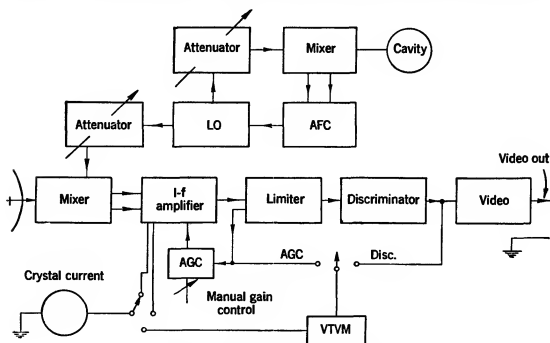 Attenuator
Mixer
Cavity
Attenuator
LO
AFC
Video out
Mixer
I-f
amplifier
Limiter
Discriminator
Video
AGC
AGC
Disc.
Crystal current
Manual gain
control
VTVM